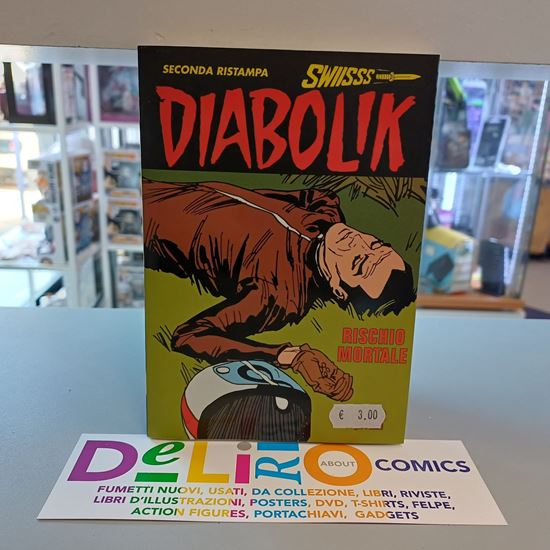 SECONDA RISTAMPA
SWIISSS
DIABOLIK
RISCHIO
MORTALE
€ 3,00
DeLiRiO ABOUT COMICS
FUMETTI NUOVI, USATI, DA COLLEZIONE, LIBRI, RIVISTE,
LIBRI D'ILLUSTRAZIONI, POSTERS, DVD, T-SHIRTS, FELPE,
ACTION FIGURES, PORTACHIAVI, GADGETS